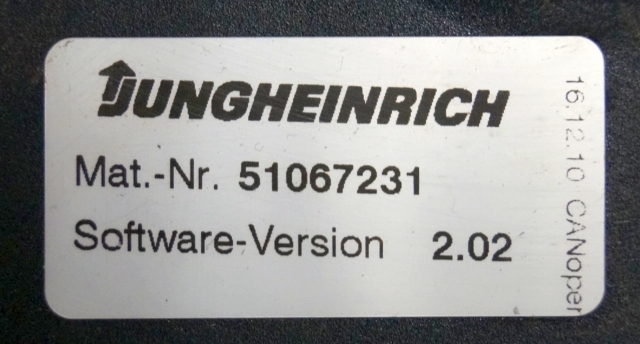 JUNGHEINRICH
Mat.-Nr. 51067231
Software-Version 2.02
16.12.10 CANoper